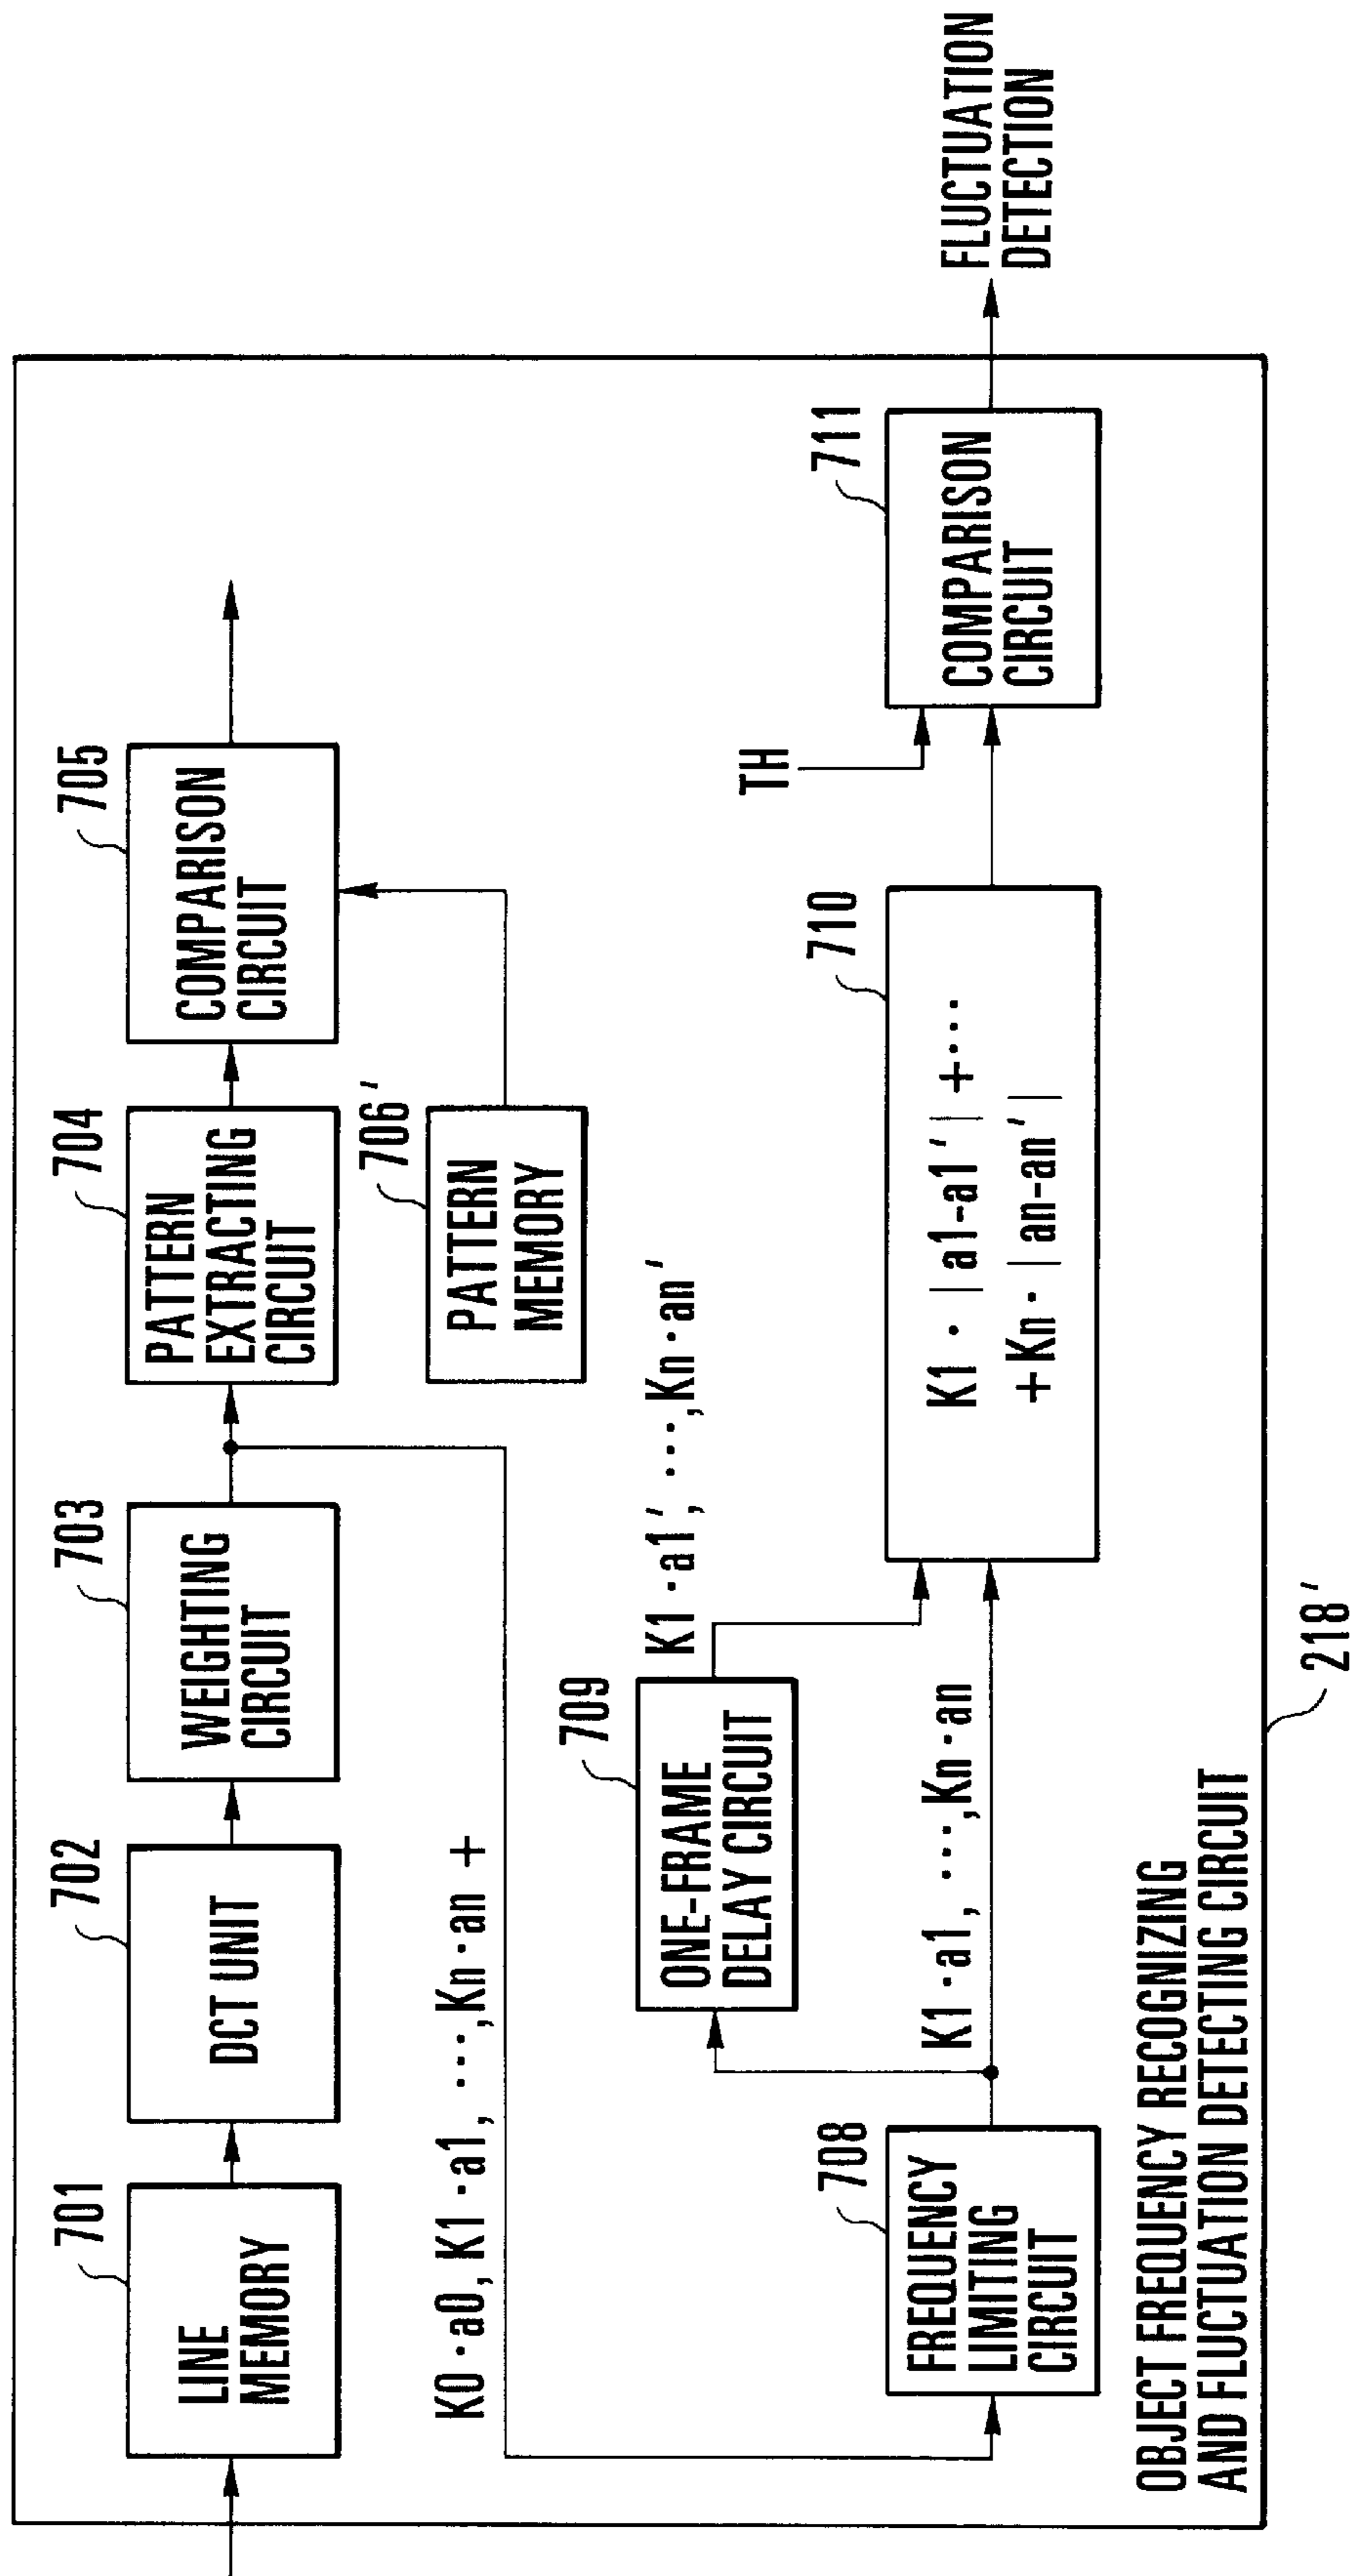 701
LINE
MEMORY
702
DCT UNIT
703
WEIGHTING
CIRCUIT
704
PATTERN
EXTRACTING
CIRCUIT
705
COMPARISON
CIRCUIT
706′
PATTERN
MEMORY
K0·a0, K1·a1, ···, Kn·an +
708
FREQUENCY
LIMITING
CIRCUIT
709
ONE-FRAME
DELAY CIRCUIT
K1·a1′, ···, Kn·an′
K1·a1, ···, Kn·an
710
K1 · | a1-a1′ | + ···
+ Kn · | an-an′ |
TH
711
COMPARISON
CIRCUIT
FLUCTUATION
DETECTION
OBJECT FREQUENCY RECOGNIZING
AND FLUCTUATION DETECTING CIRCUIT
218′